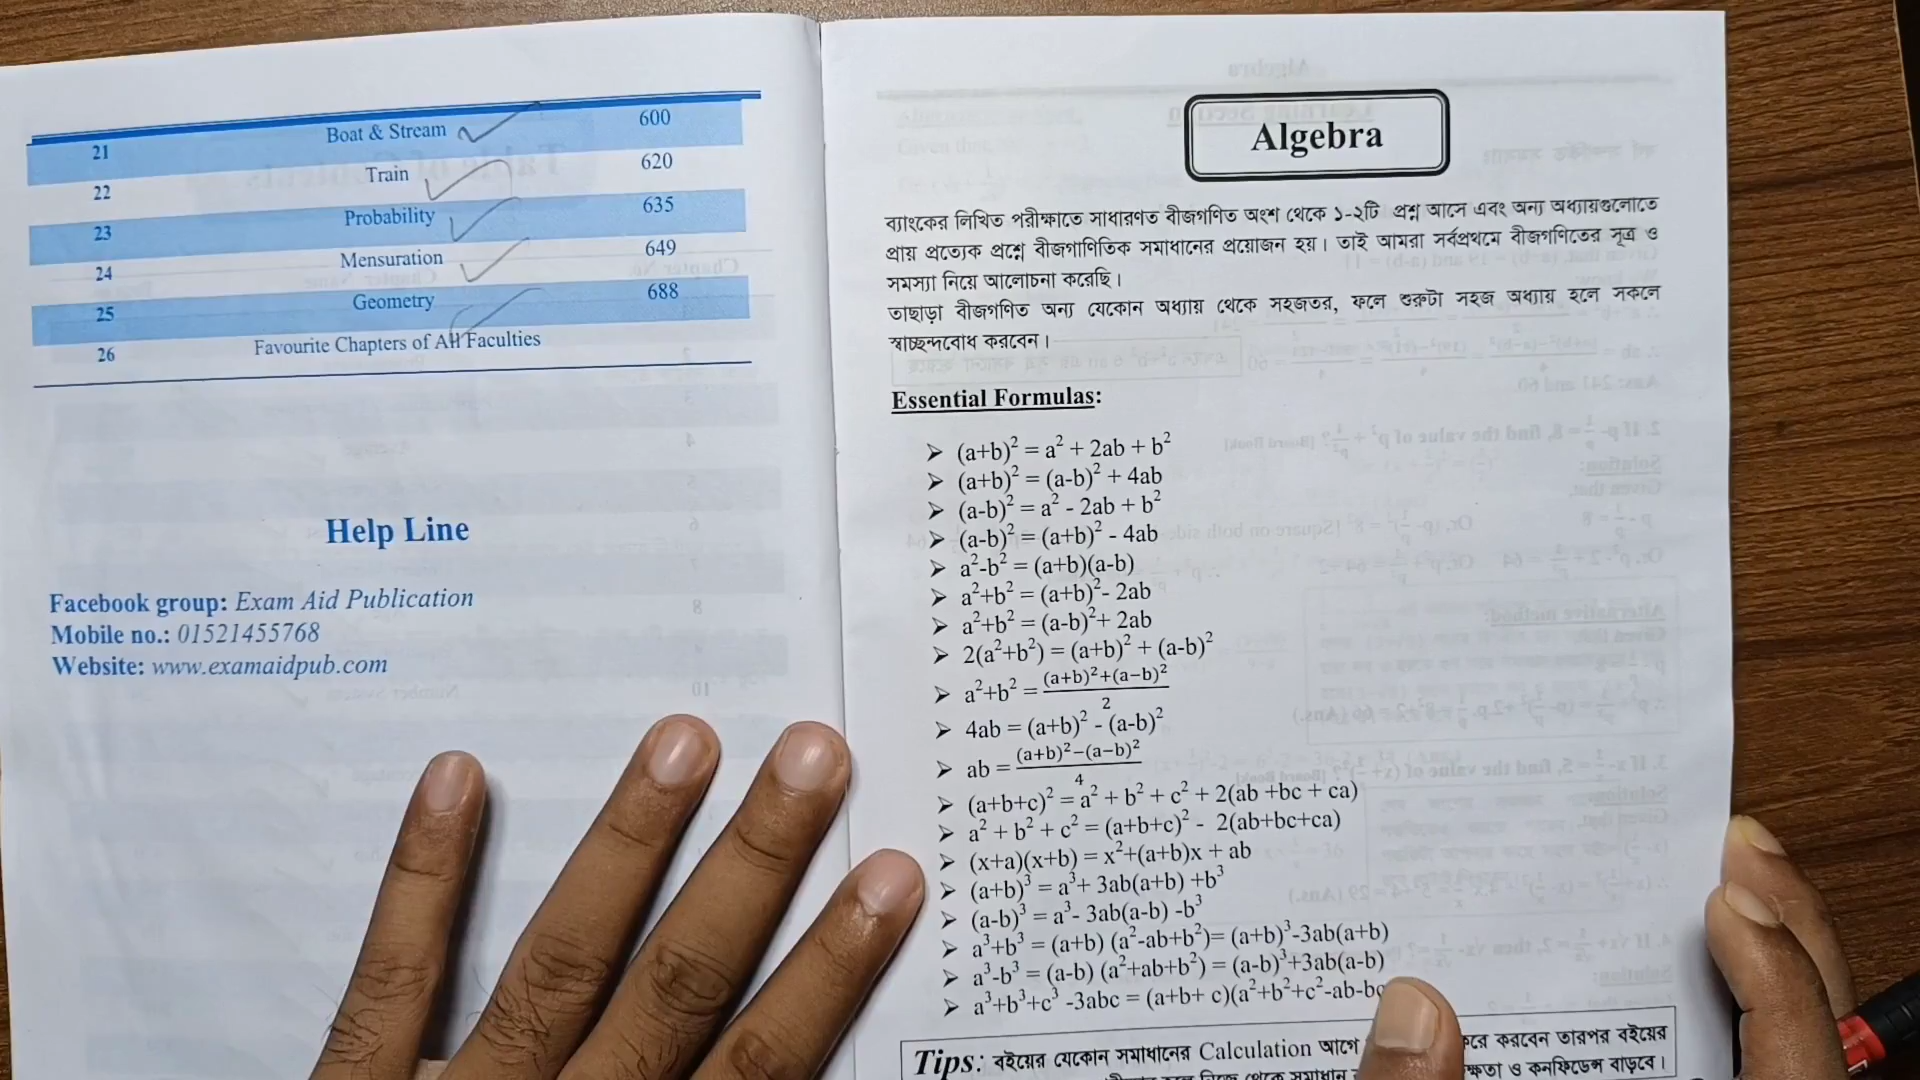 21 Boat & Stream 600
22 Train 620
23 Probability 635
24 Mensuration 649
25 Geometry 688
26 Favourite Chapters of All Faculties
Help Line
Facebook group: Exam Aid Publication
Mobile no.: 01521455768
Website: www.examaidpub.com
Algebra
ব্যাংকের লিখিত পরীক্ষাতে সাধারণত বীজগণিত অংশ থেকে ১-২টি প্রশ্ন আসে এবং অন্য অধ্যায়গুলোতে
প্রায় প্রত্যেক প্রশ্নে বীজগাণিতিক সমাধানের প্রয়োজন হয়। তাই আমরা সর্বপ্রথমে বীজগণিতের সূত্র ও
সমস্যা নিয়ে আলোচনা করেছি।
তাছাড়া বীজগণিত অন্য যেকোন অধ্যায় থেকে সহজতর, ফলে শুরুটা সহজ অধ্যায় হলে সকলে
স্বাচ্ছন্দবোধ করবেন।
Essential Formulas:
➢ (a+b)² = a² + 2ab + b²
➢ (a+b)² = (a-b)² + 4ab
➢ (a-b)² = a² - 2ab + b²
➢ (a-b)² = (a+b)² - 4ab
➢ a²-b² = (a+b)(a-b)
➢ a²+b² = (a+b)²- 2ab
➢ a²+b² = (a-b)²+ 2ab
➢ 2(a²+b²) = (a+b)² + (a-b)²
➢ a²+b² = (a+b)²+(a−b)² / 2
➢ 4ab = (a+b)² - (a-b)²
➢ ab = (a+b)²−(a−b)² / 4
➢ (a+b+c)² = a² + b² + c² + 2(ab +bc + ca)
➢ a² + b² + c² = (a+b+c)² - 2(ab+bc+ca)
➢ (x+a)(x+b) = x²+(a+b)x + ab
➢ (a+b)³ = a³+ 3ab(a+b) +b³
➢ (a-b)³ = a³- 3ab(a-b) -b³
➢ a³+b³ = (a+b) (a²-ab+b²)= (a+b)³-3ab(a+b)
➢ a³-b³ = (a-b) (a²+ab+b²) = (a-b)³+3ab(a-b)
➢ a³+b³+c³ -3abc = (a+b+ c)(a²+b²+c²-ab-bc
Tips: বইয়ের যেকোন সমাধানের Calculation আগে করে করবেন তারপর বইয়ের
নিজে থেকে সমাধান ও কনফিডেন্স বাড়বে।